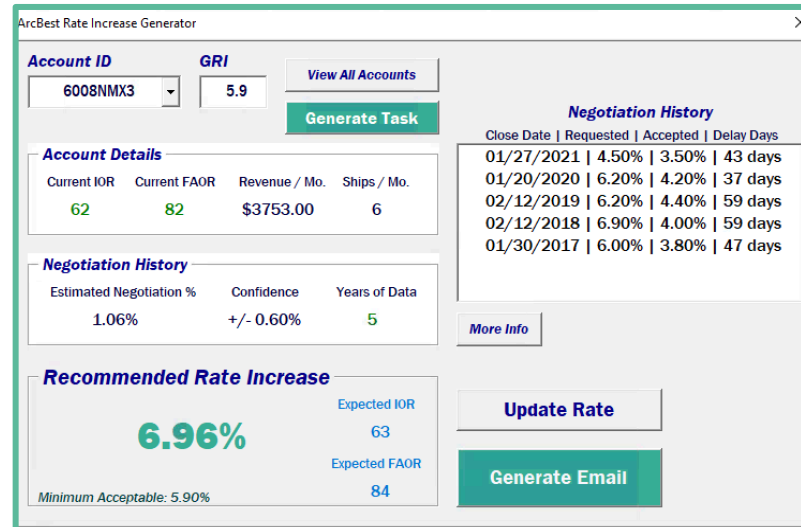 ArcBest Rate Increase Generator
Account ID GRI
6008NMX3 5.9
View All Accounts
Generate Task
Account Details
Current IOR Current FAOR Revenue / Mo. Ships / Mo.
62 82 $3753.00 6
Negotiation History
Estimated Negotiation % Confidence Years of Data
1.06% +/- 0.60% 5
Recommended Rate Increase
6.96%
Expected IOR
63
Expected FAOR
84
Minimum Acceptable: 5.90%
Negotiation History
Close Date | Requested | Accepted | Delay Days
01/27/2021 | 4.50% | 3.50% | 43 days
01/20/2020 | 6.20% | 4.20% | 37 days
02/12/2019 | 6.20% | 4.40% | 59 days
02/12/2018 | 6.90% | 4.00% | 59 days
01/30/2017 | 6.00% | 3.80% | 47 days
More Info
Update Rate
Generate Email